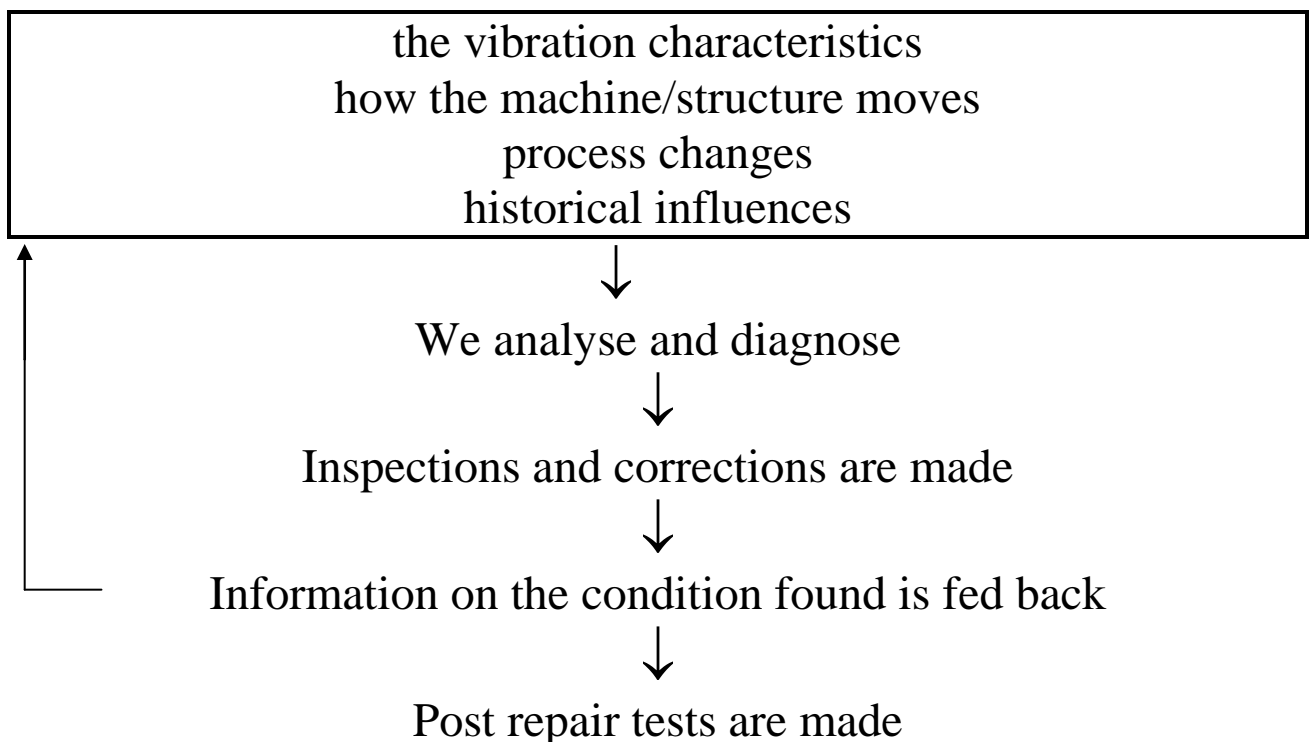 the vibration characteristics
how the machine/structure moves
process changes
historical influences
We analyse and diagnose
Inspections and corrections are made
Information on the condition found is fed back
Post repair tests are made